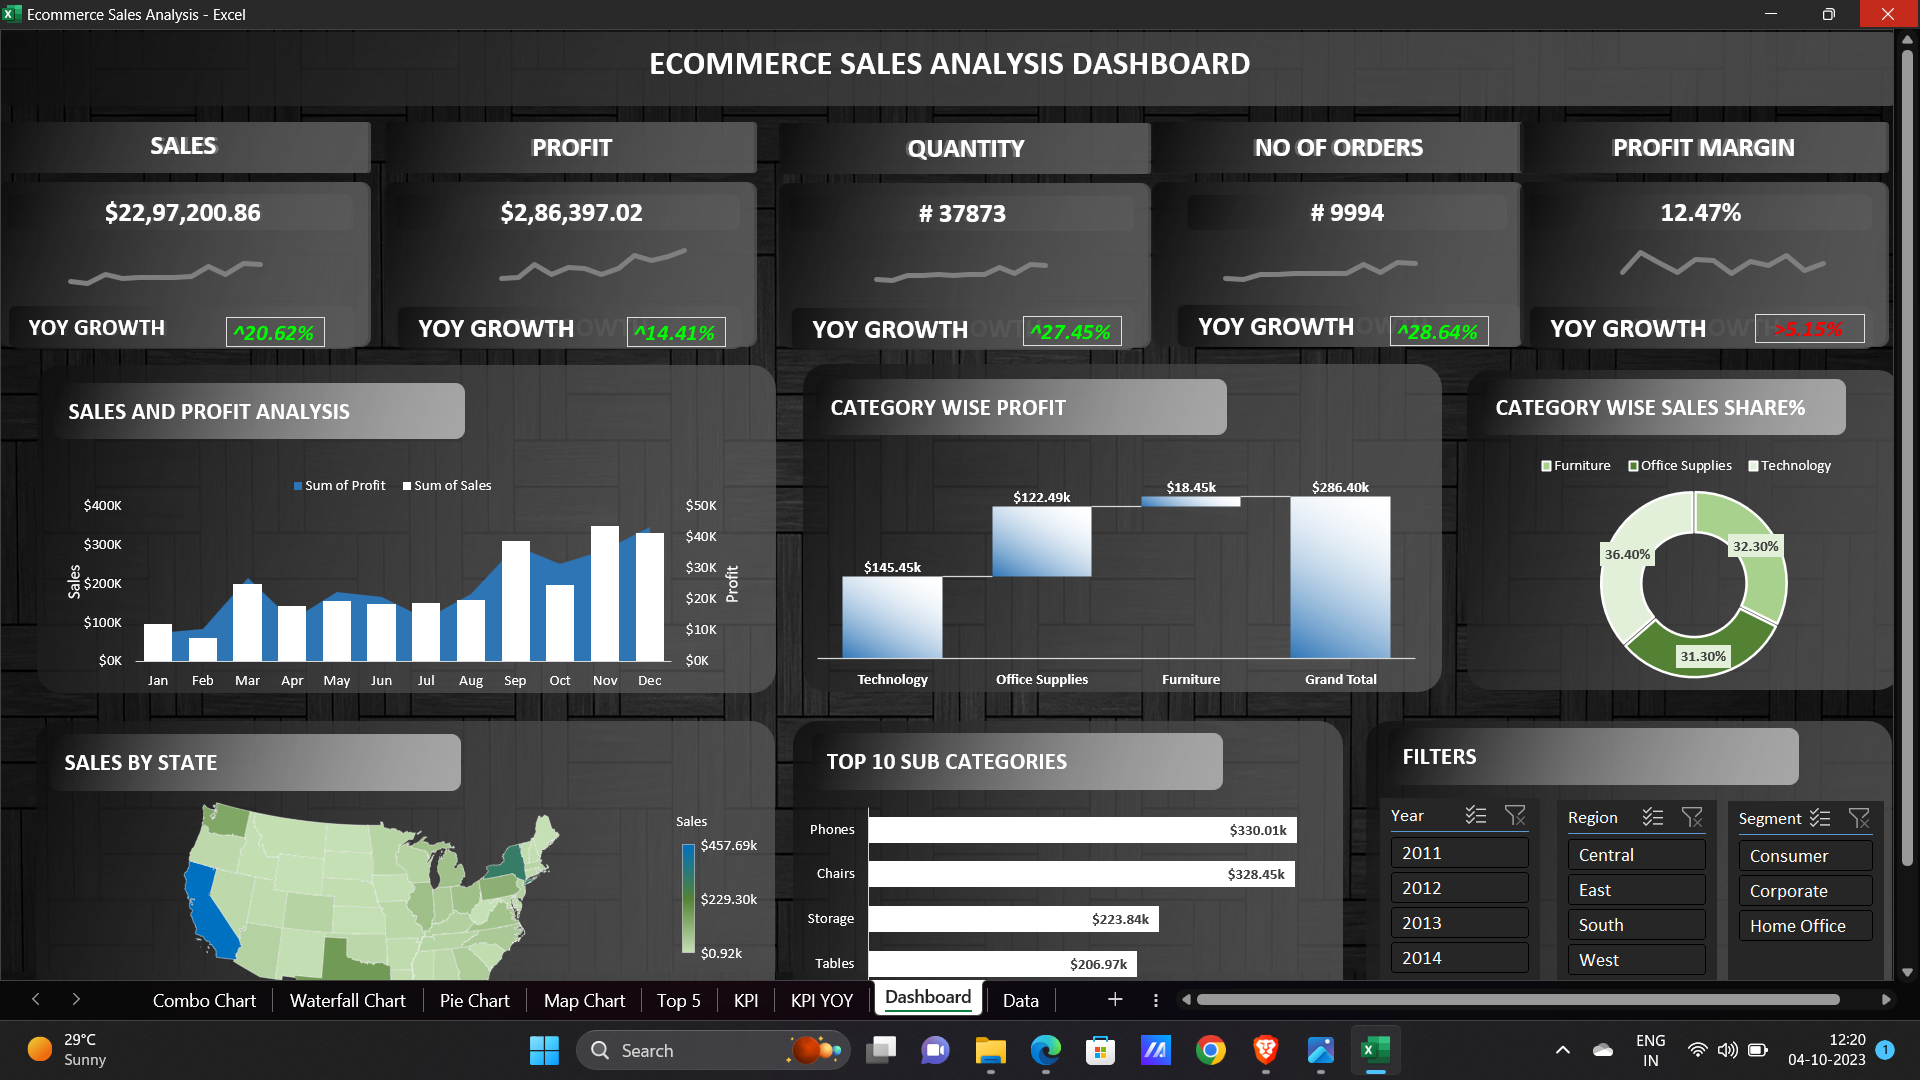 Ecommerce Sales Analysis - Excel
ECOMMERCE SALES ANALYSIS DASHBOARD
SALES
$22,97,200.86
YOY GROWTH
^20.62%
PROFIT
$2,86,397.02
YOY GROWTH
^14.41%
QUANTITY
# 37873
YOY GROWTH
^27.45%
NO OF ORDERS
# 9994
YOY GROWTH
^28.64%
PROFIT MARGIN
12.47%
YOY GROWTH
>5.15%
SALES AND PROFIT ANALYSIS
Sum of Profit
Sum of Sales
$400K
$300K
$200K
$100K
$0K
Sales
$50K
$40K
$30K
$20K
$10K
$0K
Profit
Jan Feb Mar Apr May Jun Jul Aug Sep Oct Nov Dec
CATEGORY WISE PROFIT
$145.45k
$122.49k
$18.45k
$286.40k
Technology Office Supplies Furniture Grand Total
CATEGORY WISE SALES SHARE%
Furniture Office Supplies Technology
36.40%
32.30%
31.30%
SALES BY STATE
Sales
$457.69k
$229.30k
$0.92k
TOP 10 SUB CATEGORIES
Phones $330.01k
Chairs $328.45k
Storage $223.84k
Tables $206.97k
FILTERS
Year
2011
2012
2013
2014
Region
Central
East
South
West
Segment
Consumer
Corporate
Home Office
Combo Chart Waterfall Chart Pie Chart Map Chart Top 5 KPI KPI YOY Dashboard Data
29°C
Sunny
Search
ENG
IN
12:20
04-10-2023
1